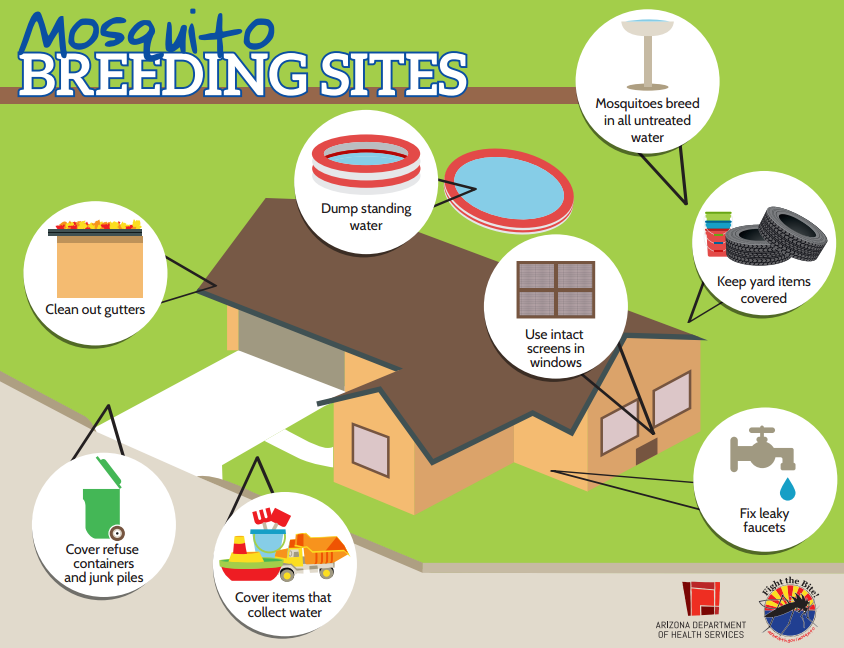 Mosquito
BREEDING SITES
Mosquitoes breed
in all untreated
water
Dump standing
water
Clean out gutters
Keep yard items
covered
Use intact
screens in
windows
Fix leaky
faucets
Cover refuse
containers
and junk piles
Cover items that
collect water
ARIZONA DEPARTMENT
OF HEALTH SERVICES
Fight the Bite!